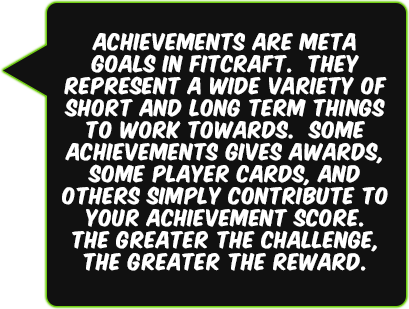 ACHIEVEMENTS ARE META
GOALS IN FITCRAFT. THEY
REPRESENT A WIDE VARIETY OF
SHORT AND LONG TERM THINGS
TO WORK TOWARDS. SOME
ACHIEVEMENTS GIVES AWARDS,
SOME PLAYER CARDS, AND
OTHERS SIMPLY CONTRIBUTE TO
YOUR ACHIEVEMENT SCORE.
THE GREATER THE CHALLENGE,
THE GREATER THE REWARD.